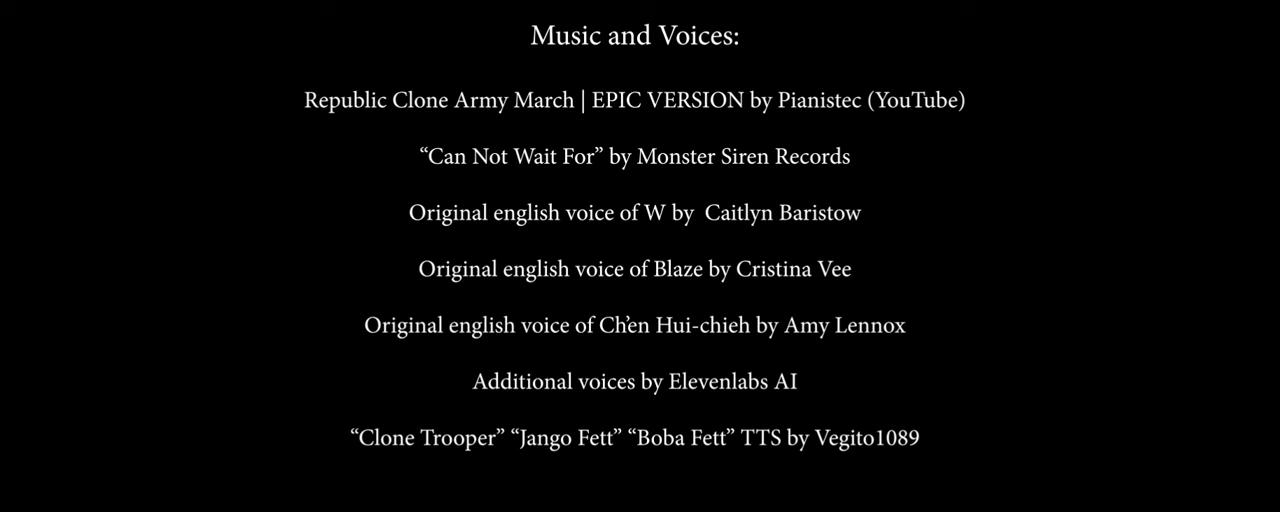 Music and Voices:
Republic Clone Army March | EPIC VERSION by Pianistec (YouTube)
“Can Not Wait For” by Monster Siren Records
Original english voice of W by  Caitlyn Baristow
Original english voice of Blaze by Cristina Vee
Original english voice of Ch’en Hui-chieh by Amy Lennox
Additional voices by Elevenlabs AI
“Clone Trooper” “Jango Fett” “Boba Fett” TTS by Vegito1089